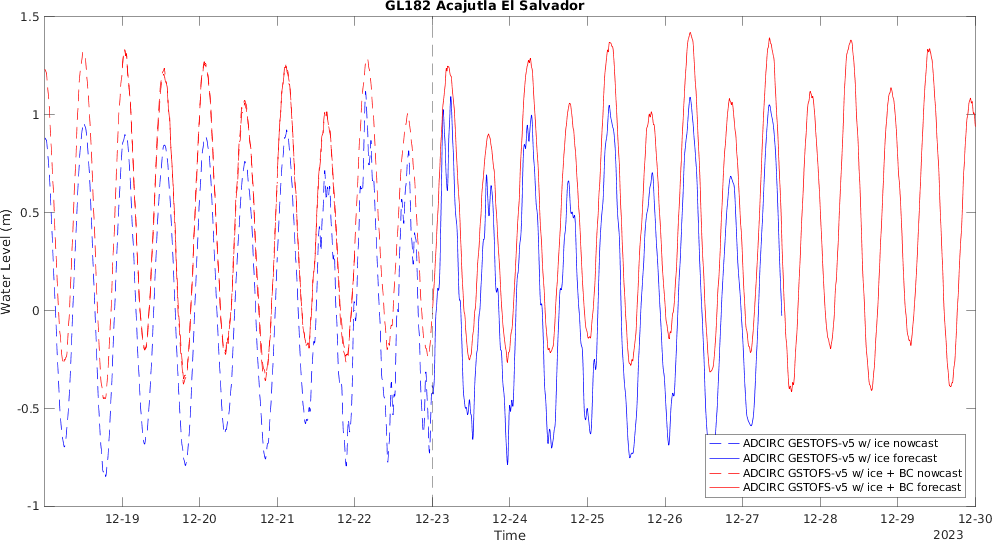 GL182 Acajutla El Salvador
1.5
1
0.5
0
-0.5
-1
Water Level (m)
12-19
12-20
12-21
12-22
12-23
12-24
12-25
12-26
12-27
12-28
12-29
12-30
Time
2023
ADCIRC GESTOFS-v5 w/ ice nowcast
ADCIRC GESTOFS-v5 w/ ice forecast
ADCIRC GSTOFS-v5 w/ ice + BC nowcast
ADCIRC GSTOFS-v5 w/ ice + BC forecast